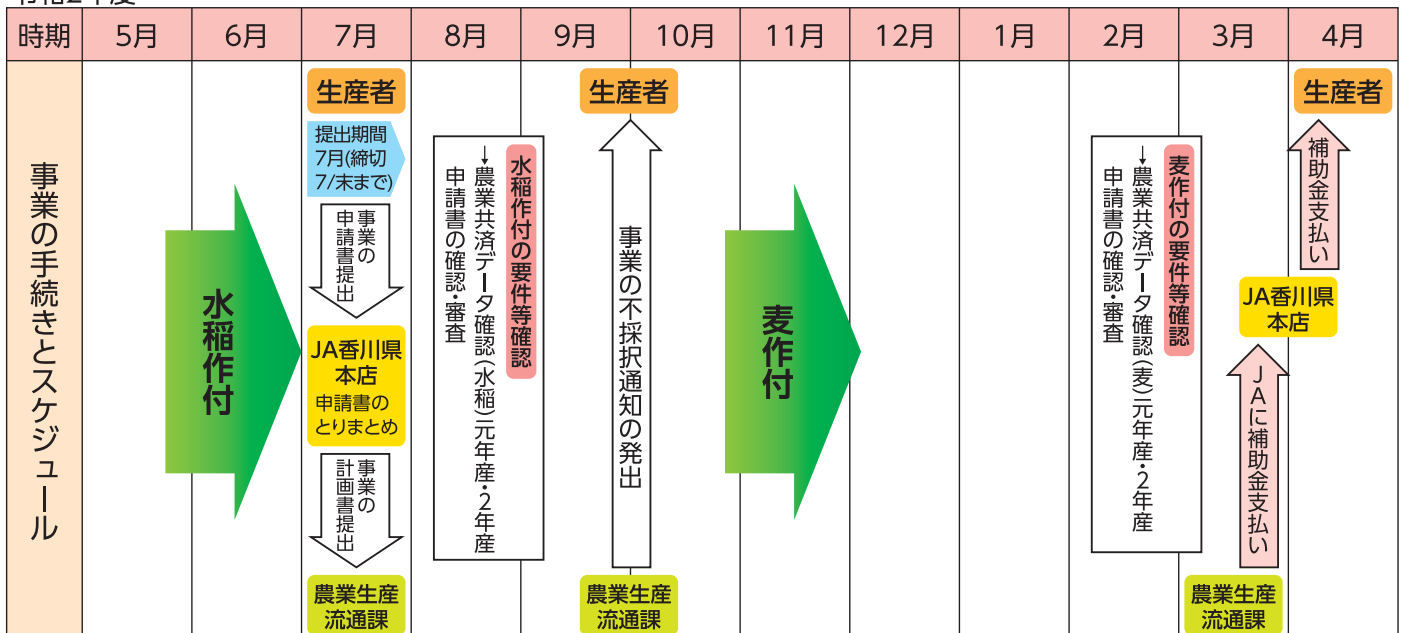 時期
5月
6月
7月
8月
9月
10月
11月
12月
1月
2月
3月
4月
事業の手続きとスケジュール
水稲作付
生産者
提出期間
7月(締切
7/末まで)
事業の
申請書提出
JA香川県
本店
申請書の
とりまとめ
事業の
計画書提出
農業生産
流通課
水稲作付の要件等確認
→農業共済データ確認(水稲)元年産・2年産
申請書の確認・審査
生産者
事業の不採択通知の発出
農業生産
流通課
麦作付
麦作付の要件等確認
→農業共済データ確認(麦)元年産・2年産
申請書の確認・審査
生産者
補助金支払い
JA香川県
本店
JAに補助金支払い
農業生産
流通課